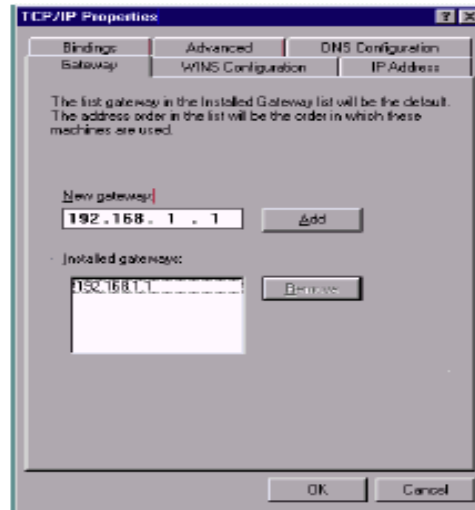 TCP/IP Properties
? X
Bindings Advanced DNS Configuration
Gateway WINS Configuration IP Address
The first gateway in the Installed Gateway list will be the default.
The address order in the list will be the order in which these
machines are used.
New gateway:
192.168. 1 . 1
Add
Installed gateways:
192.168.1.1
Remove
OK Cancel